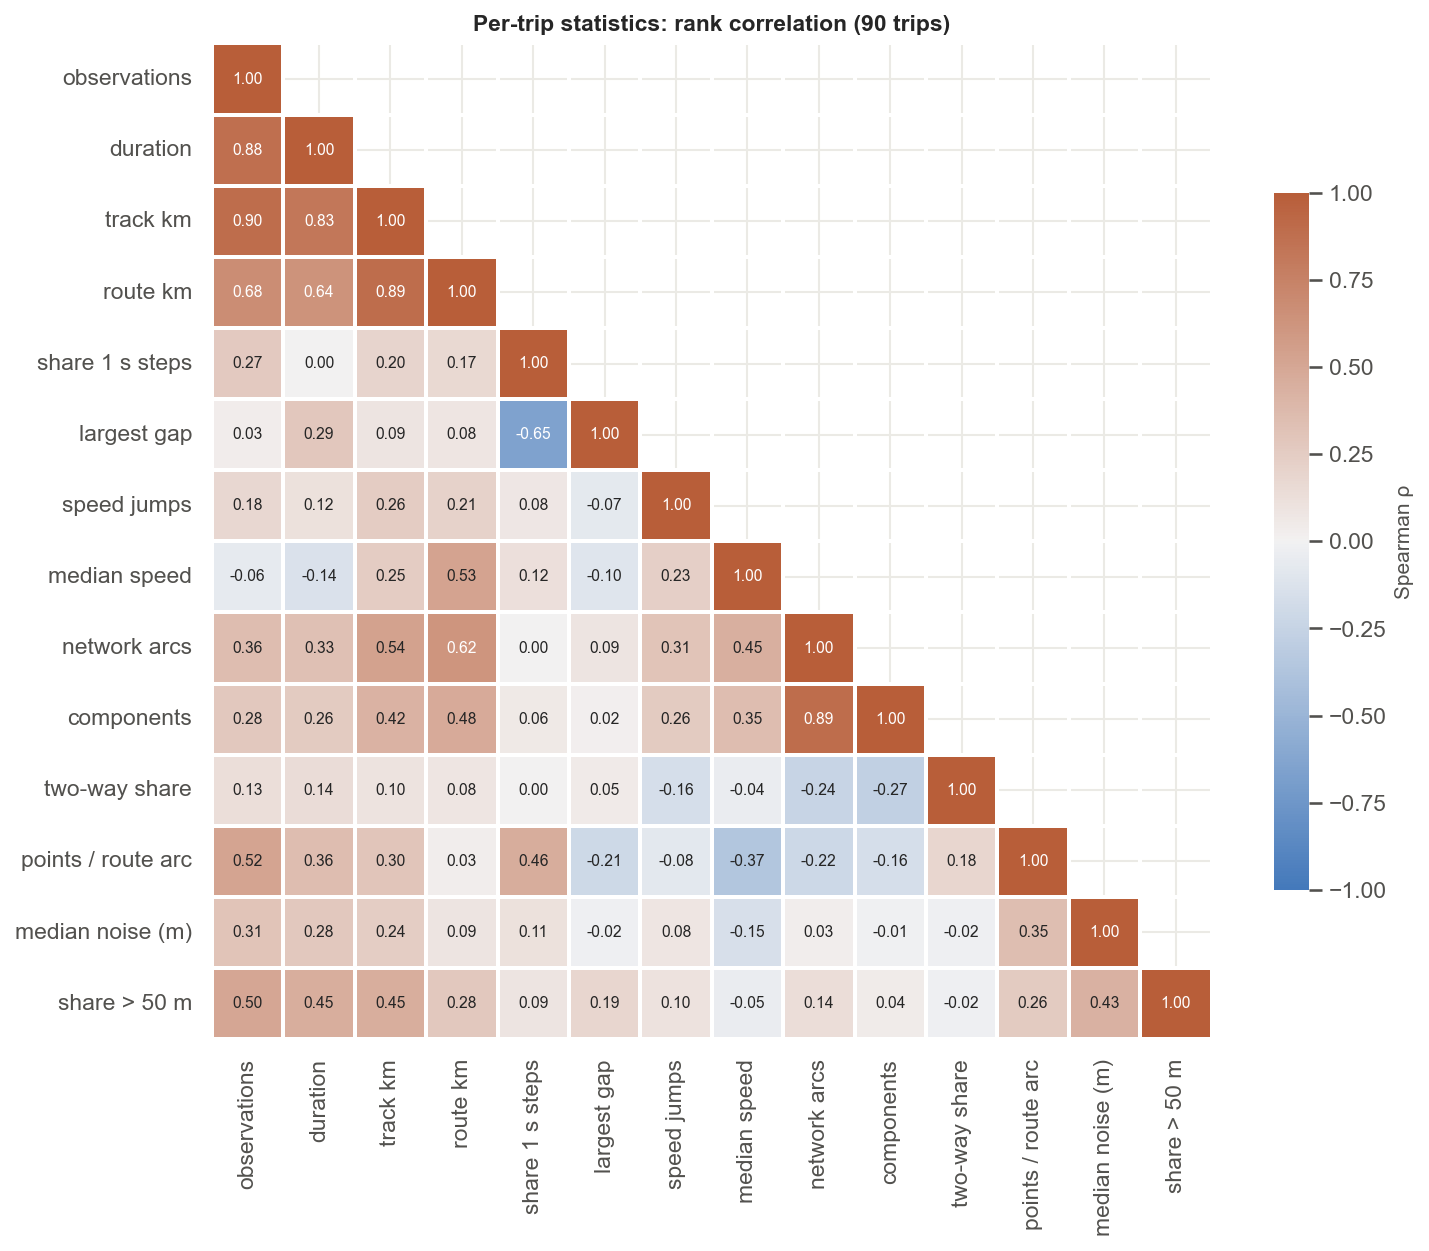 Per-trip statistics: rank correlation (90 trips)
observations 1.00
duration 0.88 1.00
track km 0.90 0.83 1.00
route km 0.68 0.64 0.89 1.00
share 1 s steps 0.27 0.00 0.20 0.17 1.00
largest gap 0.03 0.29 0.09 0.08 -0.65 1.00
speed jumps 0.18 0.12 0.26 0.21 0.08 -0.07 1.00
median speed -0.06 -0.14 0.25 0.53 0.12 -0.10 0.23 1.00
network arcs 0.36 0.33 0.54 0.62 0.00 0.09 0.31 0.45 1.00
components 0.28 0.26 0.42 0.48 0.06 0.02 0.26 0.35 0.89 1.00
two-way share 0.13 0.14 0.10 0.08 0.00 0.05 -0.16 -0.04 -0.24 -0.27 1.00
points / route arc 0.52 0.36 0.30 0.03 0.46 -0.21 -0.08 -0.37 -0.22 -0.16 0.18 1.00
median noise (m) 0.31 0.28 0.24 0.09 0.11 -0.02 0.08 -0.15 0.03 -0.01 -0.02 0.35 1.00
share > 50 m 0.50 0.45 0.45 0.28 0.09 0.19 0.10 -0.05 0.14 0.04 -0.02 0.26 0.43 1.00
observations
duration
track km
route km
share 1 s steps
largest gap
speed jumps
median speed
network arcs
components
two-way share
points / route arc
median noise (m)
share > 50 m
1.00
0.75
0.50
0.25
0.00
−0.25
−0.50
−0.75
−1.00
Spearman ρ